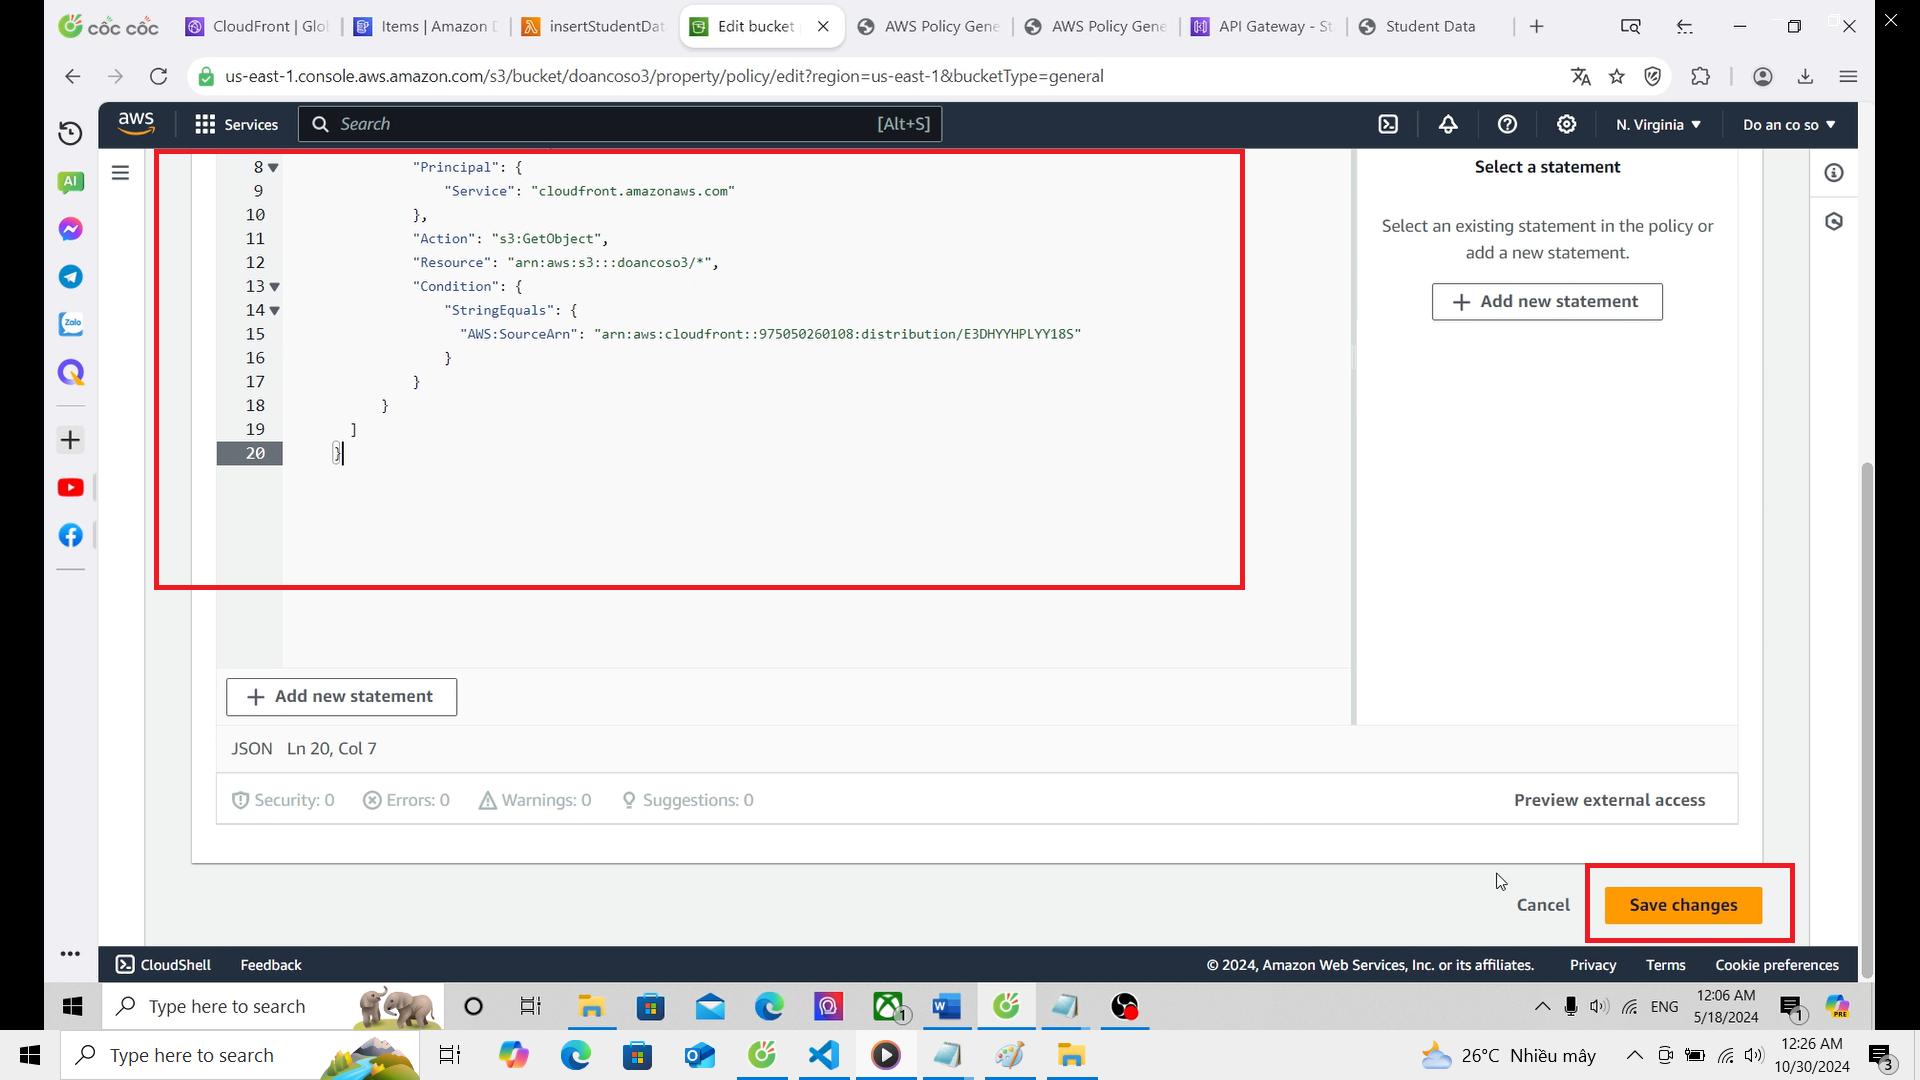 cốc cốc
CloudFront | Glo
Items | Amazon D
insertStudentDat
Edit bucket
AWS Policy Gene
AWS Policy Gene
API Gateway - St
Student Data
us-east-1.console.aws.amazon.com/s3/bucket/doancoso3/property/policy/edit?region=us-east-1&bucketType=general
aws
Services
Search
[Alt+S]
N. Virginia
Do an co so
AI
Zalo
8 "Principal": {
9 "Service": "cloudfront.amazonaws.com"
10 },
11 "Action": "s3:GetObject",
12 "Resource": "arn:aws:s3:::doancoso3/*",
13 "Condition": {
14 "StringEquals": {
15 "AWS:SourceArn": "arn:aws:cloudfront::975050260108:distribution/E3DHYYHPLYY18S"
16 }
17 }
18 }
19 ]
20 }
Select a statement
Select an existing statement in the policy or
add a new statement.
Add new statement
Add new statement
JSON Ln 20, Col 7
Security: 0 Errors: 0 Warnings: 0 Suggestions: 0
Preview external access
Cancel
Save changes
CloudShell
Feedback
© 2024, Amazon Web Services, Inc. or its affiliates.
Privacy
Terms
Cookie preferences
Type here to search
1
ENG
12:06 AM
5/18/2024
1
PRE
Type here to search
26°C Nhiều mây
12:26 AM
10/30/2024
3